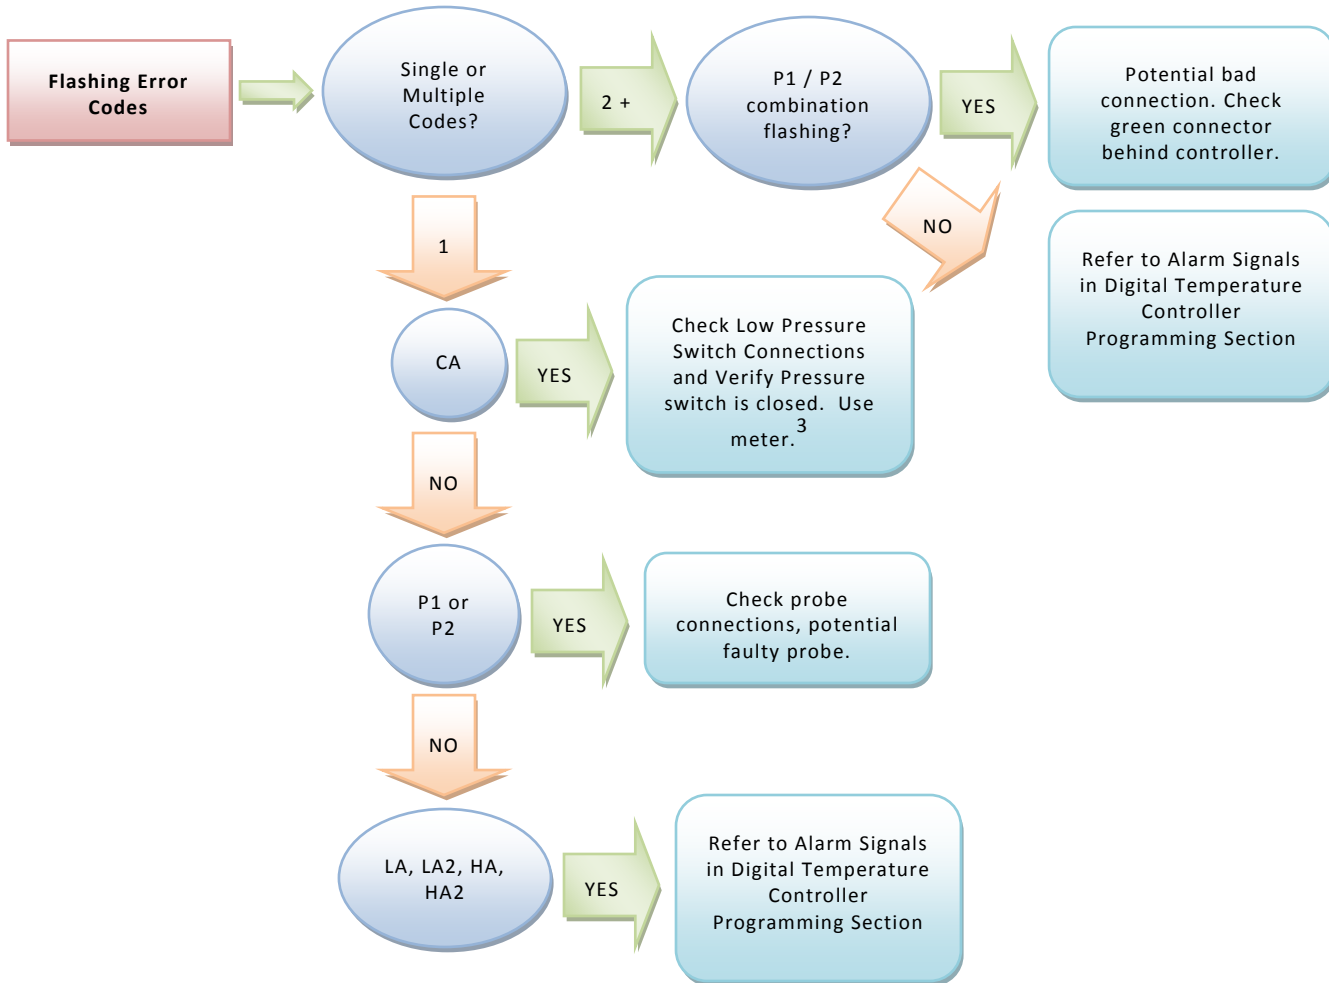 Flashing Error
Codes
Single or
Multiple
Codes?
2 +
P1 / P2
combination
flashing?
YES
Potential bad
connection. Check
green connector
behind controller.
NO
Refer to Alarm Signals
in Digital Temperature
Controller
Programming Section
1
CA
YES
Check Low Pressure
Switch Connections
and Verify Pressure
switch is closed. Use
meter.3
NO
P1 or
P2
YES
Check probe
connections, potential
faulty probe.
NO
LA, LA2, HA,
HA2
YES
Refer to Alarm Signals
in Digital Temperature
Controller
Programming Section